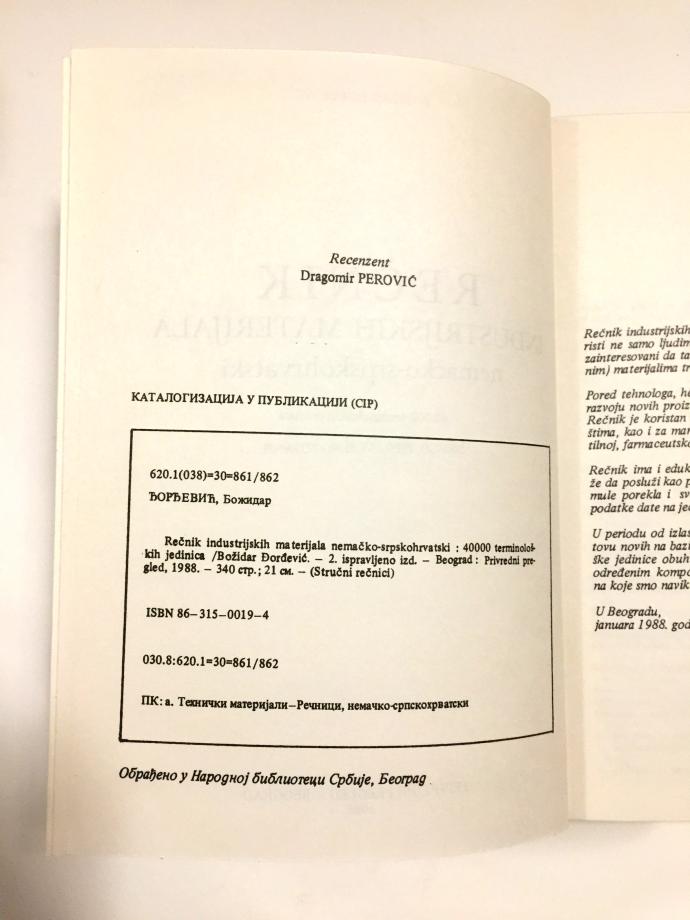 Recenzent
Dragomir PEROVIĆ
КАТАЛОГИЗАЦИЈА У ПУБЛИКАЦИЈИ (CIP)
620.1(038)=30=861/862
ЂОРЂЕВИЋ, Божидар
Rečnik industrijskih materijala nemačko-srpskohrvatski : 40000 terminolo-
kih jedinica /Božidar Đorđević. – 2. ispravljeno izd. – Beograd : Privredni pre-
gled, 1988. – 340 стр.; 21 см. – (Stručni rečnici)
ISBN 86–315–0019–4
030.8:620.1=30=861/862
ПК: а. Технички материјали–Речници, немачко-српскохрватски
Обрађено у Народној библиотеци Србије, Београд
Rečnik industrijskih
risti ne samo ljudim
zainteresovani da ta
nim) materijalima tr
Pored tehnologa, he
razvoju novih proiz
Rečnik je koristan
štima, kao i za mar
tilnoj, farmaceutsk
Rečnik ima i eduk
že da posluži kao p
mule porekla i sv
podatke date na je
U periodu od izlas
tovu novih na bazi
ške jedinice obuh
određenim kompo
na koje smo navik
U Beogradu,
januara 1988. god